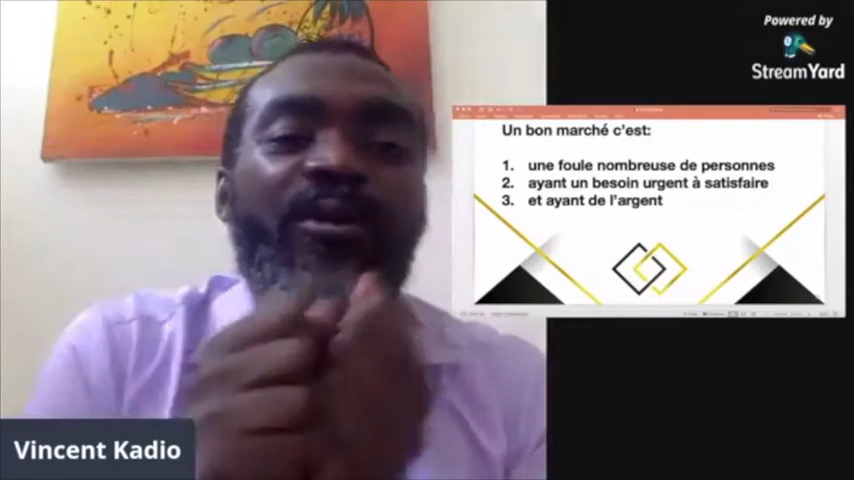 Powered by
StreamYard
Un bon marché c'est:
1. une foule nombreuse de personnes
2. ayant un besoin urgent à satisfaire
3. et ayant de l'argent
Vincent Kadio